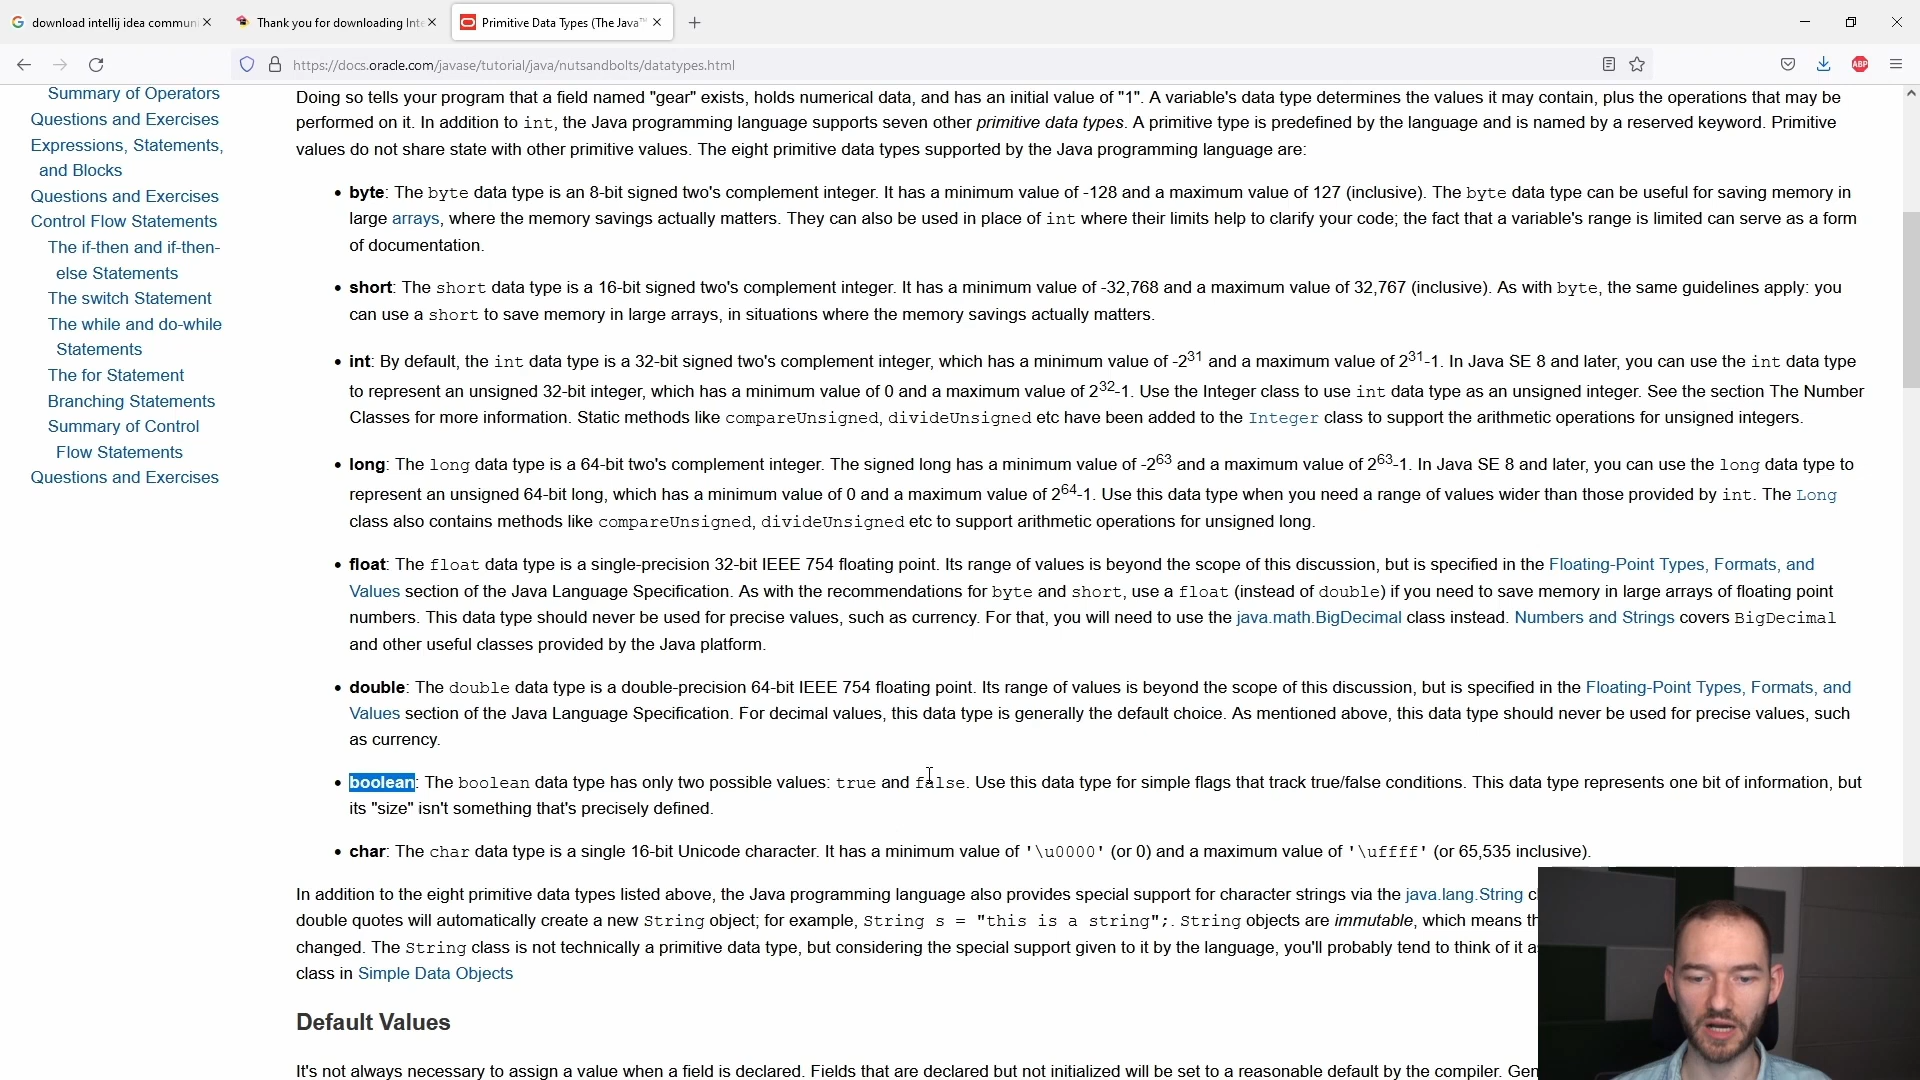 download intellij idea communi
Thank you for downloading Inte
Primitive Data Types (The Java™
https://docs.oracle.com/javase/tutorial/java/nutsandbolts/datatypes.html
ABP
Summary of Operators
Questions and Exercises
Expressions, Statements,
and Blocks
Questions and Exercises
Control Flow Statements
The if-then and if-then-
else Statements
The switch Statement
The while and do-while
Statements
The for Statement
Branching Statements
Summary of Control
Flow Statements
Questions and Exercises
Doing so tells your program that a field named "gear" exists, holds numerical data, and has an initial value of "1". A variable's data type determines the values it may contain, plus the operations that may be
performed on it. In addition to int, the Java programming language supports seven other primitive data types. A primitive type is predefined by the language and is named by a reserved keyword. Primitive
values do not share state with other primitive values. The eight primitive data types supported by the Java programming language are:
• byte: The byte data type is an 8-bit signed two's complement integer. It has a minimum value of -128 and a maximum value of 127 (inclusive). The byte data type can be useful for saving memory in
large arrays, where the memory savings actually matters. They can also be used in place of int where their limits help to clarify your code; the fact that a variable's range is limited can serve as a form
of documentation.
• short: The short data type is a 16-bit signed two's complement integer. It has a minimum value of -32,768 and a maximum value of 32,767 (inclusive). As with byte, the same guidelines apply: you
can use a short to save memory in large arrays, in situations where the memory savings actually matters.
• int: By default, the int data type is a 32-bit signed two's complement integer, which has a minimum value of -2³¹ and a maximum value of 2³¹-1. In Java SE 8 and later, you can use the int data type
to represent an unsigned 32-bit integer, which has a minimum value of 0 and a maximum value of 2³²-1. Use the Integer class to use int data type as an unsigned integer. See the section The Number
Classes for more information. Static methods like compareUnsigned, divideUnsigned etc have been added to the Integer class to support the arithmetic operations for unsigned integers.
• long: The long data type is a 64-bit two's complement integer. The signed long has a minimum value of -2⁶³ and a maximum value of 2⁶³-1. In Java SE 8 and later, you can use the long data type to
represent an unsigned 64-bit long, which has a minimum value of 0 and a maximum value of 2⁶⁴-1. Use this data type when you need a range of values wider than those provided by int. The Long
class also contains methods like compareUnsigned, divideUnsigned etc to support arithmetic operations for unsigned long.
• float: The float data type is a single-precision 32-bit IEEE 754 floating point. Its range of values is beyond the scope of this discussion, but is specified in the Floating-Point Types, Formats, and
Values section of the Java Language Specification. As with the recommendations for byte and short, use a float (instead of double) if you need to save memory in large arrays of floating point
numbers. This data type should never be used for precise values, such as currency. For that, you will need to use the java.math.BigDecimal class instead. Numbers and Strings covers BigDecimal
and other useful classes provided by the Java platform.
• double: The double data type is a double-precision 64-bit IEEE 754 floating point. Its range of values is beyond the scope of this discussion, but is specified in the Floating-Point Types, Formats, and
Values section of the Java Language Specification. For decimal values, this data type is generally the default choice. As mentioned above, this data type should never be used for precise values, such
as currency.
• boolean: The boolean data type has only two possible values: true and false. Use this data type for simple flags that track true/false conditions. This data type represents one bit of information, but
its "size" isn't something that's precisely defined.
• char: The char data type is a single 16-bit Unicode character. It has a minimum value of '\u0000' (or 0) and a maximum value of '\uffff' (or 65,535 inclusive).
In addition to the eight primitive data types listed above, the Java programming language also provides special support for character strings via the java.lang.String c
double quotes will automatically create a new String object; for example, String s = "this is a string";. String objects are immutable, which means th
changed. The String class is not technically a primitive data type, but considering the special support given to it by the language, you'll probably tend to think of it a
class in Simple Data Objects
Default Values
It's not always necessary to assign a value when a field is declared. Fields that are declared but not initialized will be set to a reasonable default by the compiler. Gen